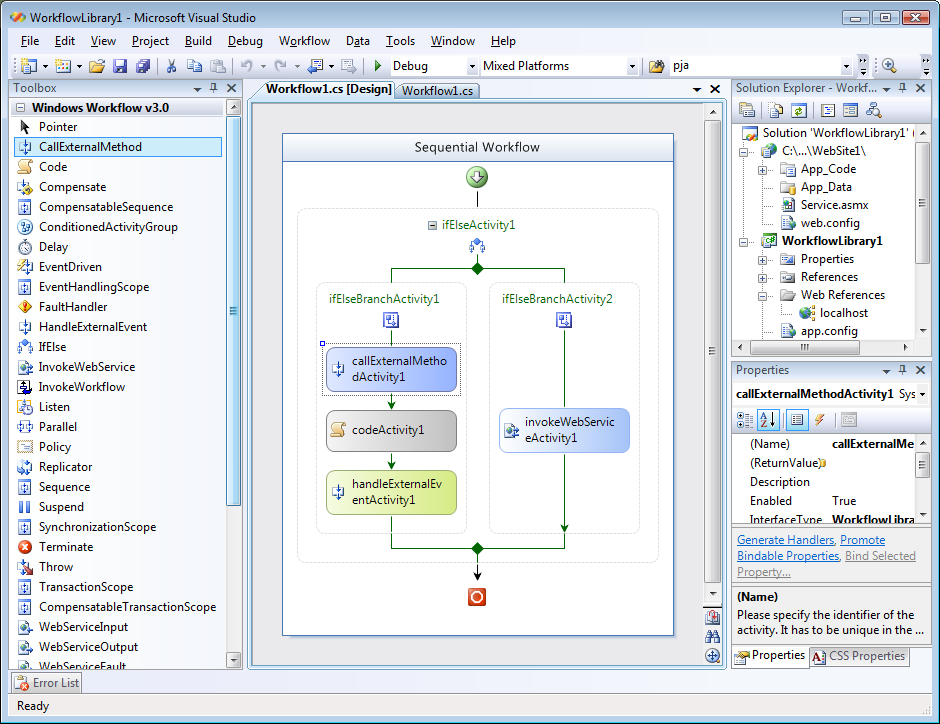 WorkflowLibrary1 - Microsoft Visual Studio
File Edit View Project Build Debug Workflow Data Tools Window Help
Debug Mixed Platforms pja
Toolbox
Windows Workflow v3.0
Pointer
CallExternalMethod
Code
Compensate
CompensatableSequence
ConditionedActivityGroup
Delay
EventDriven
EventHandlingScope
FaultHandler
HandleExternalEvent
IfElse
InvokeWebService
InvokeWorkflow
Listen
Parallel
Policy
Replicator
Sequence
Suspend
SynchronizationScope
Terminate
Throw
TransactionScope
CompensatableTransactionScope
WebServiceInput
WebServiceOutput
WebServiceFault
Workflow1.cs [Design] Workflow1.cs
Sequential Workflow
ifElseActivity1
ifElseBranchActivity1
ifElseBranchActivity2
callExternalMetho
dActivity1
codeActivity1
handleExternalEv
entActivity1
invokeWebServic
eActivity1
Solution Explorer - Workf...
Solution 'WorkflowLibrary1' (
C:\...\WebSite1\
App_Code
App_Data
Service.asmx
web.config
WorkflowLibrary1
Properties
References
Web References
localhost
app.config
Properties
callExternalMethodActivity1 Sys
(Name) callExternalMe
(ReturnValue)
Description
Enabled True
InterfaceType WorkflowLibra
Generate Handlers, Promote
Bindable Properties, Bind Selected
Property...
(Name)
Please specify the identifier of the
activity. It has to be unique in the ...
Properties CSS Properties
Error List
Ready